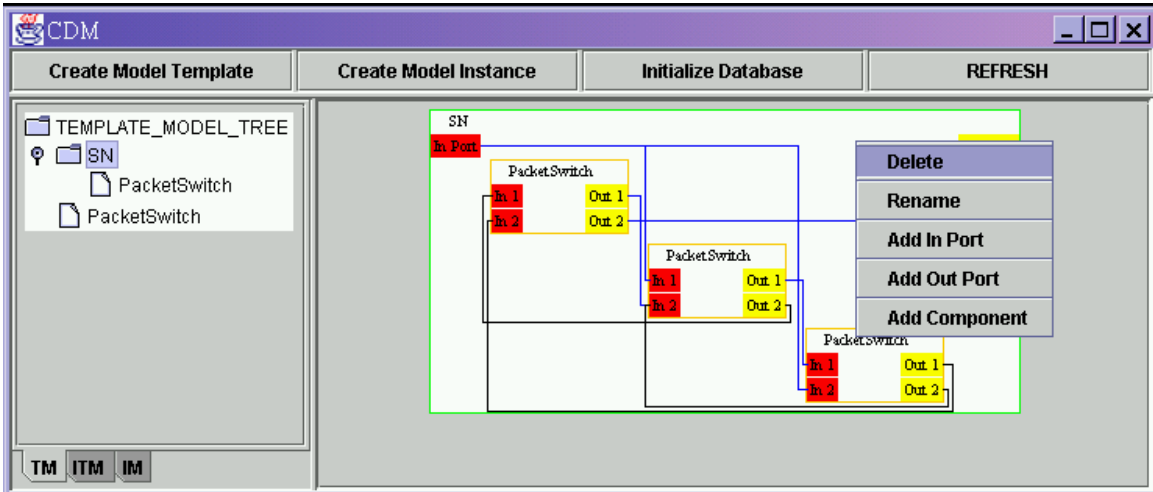 CDM
Create Model Template Create Model Instance Initialize Database REFRESH
TEMPLATE_MODEL_TREE
SN
PacketSwitch
PacketSwitch
TM ITM IM
SN
In Port
PacketSwitch
In 1 Out 1
In 2 Out 2
PacketSwitch
In 1 Out 1
In 2 Out 2
PacketSwitch
In 1 Out 1
In 2 Out 2
Delete
Rename
Add In Port
Add Out Port
Add Component